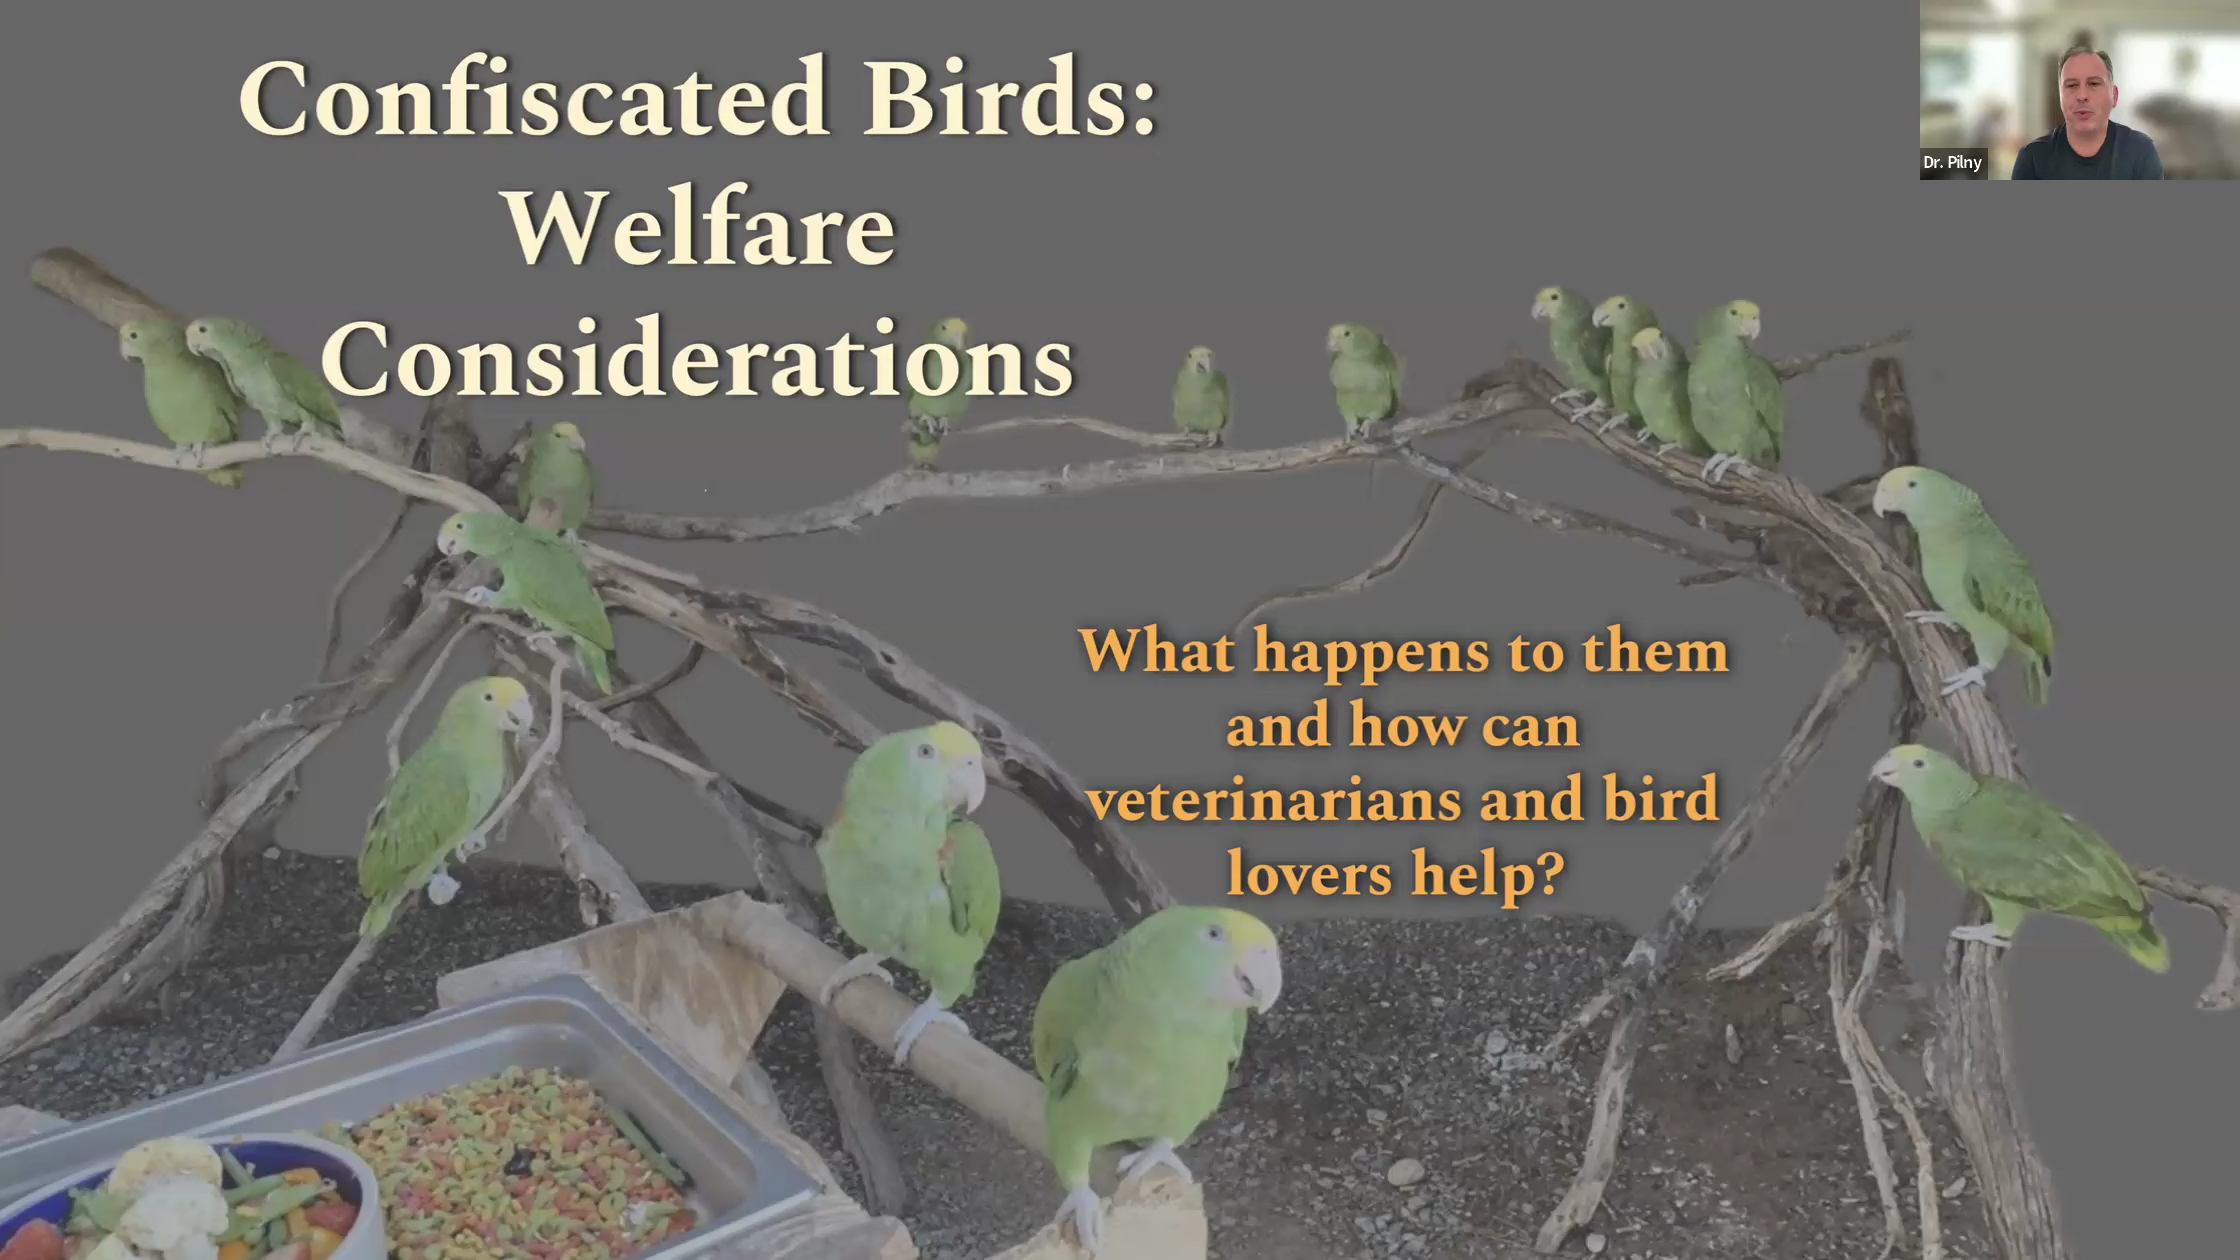 Confiscated Birds:
Welfare
Considerations
Dr. Pilny
What happens to them
and how can
veterinarians and bird
lovers help?